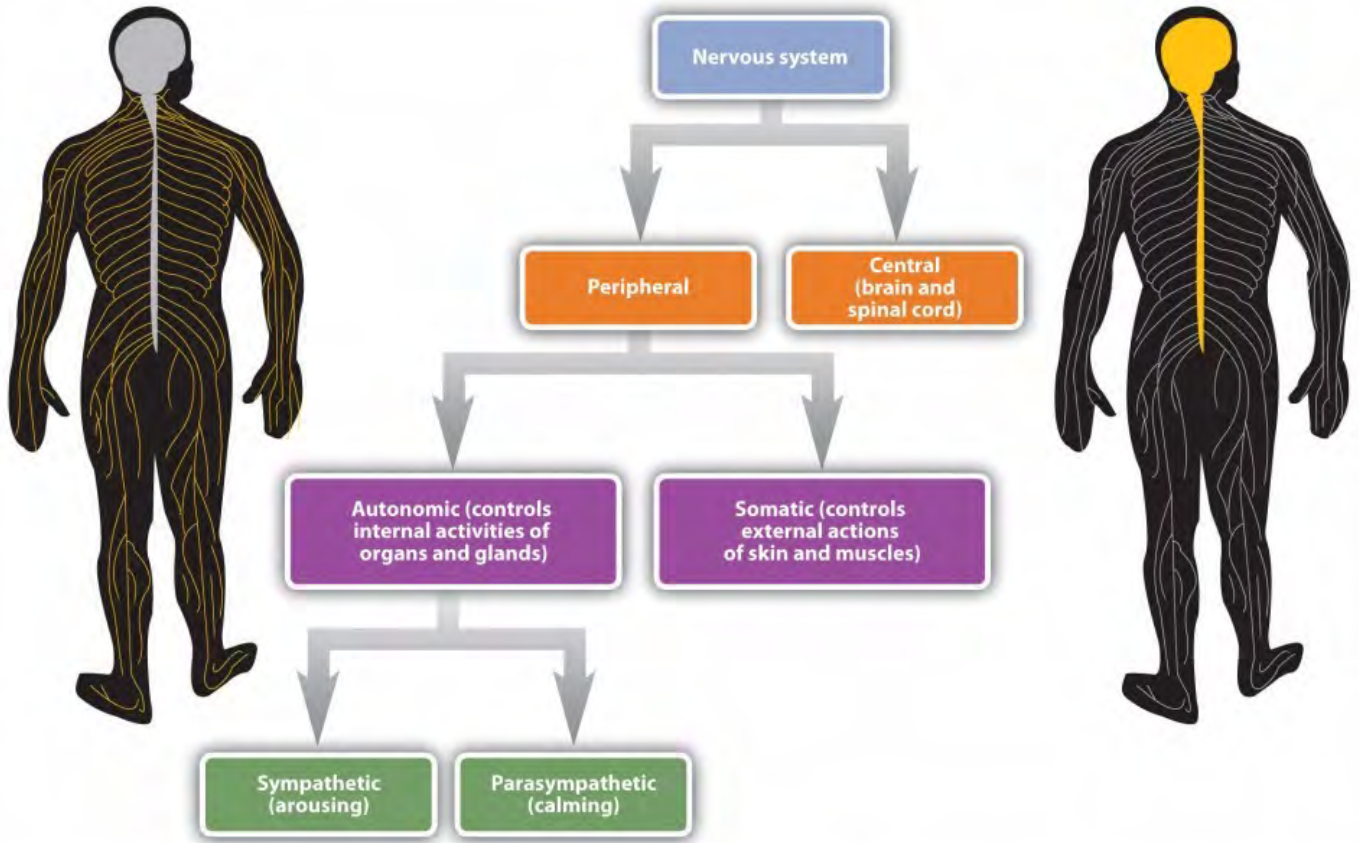 Nervous system
Peripheral
Central
(brain and
spinal cord)
Autonomic (controls
internal activities of
organs and glands)
Somatic (controls
external actions
of skin and muscles)
Sympathetic
(arousing)
Parasympathetic
(calming)